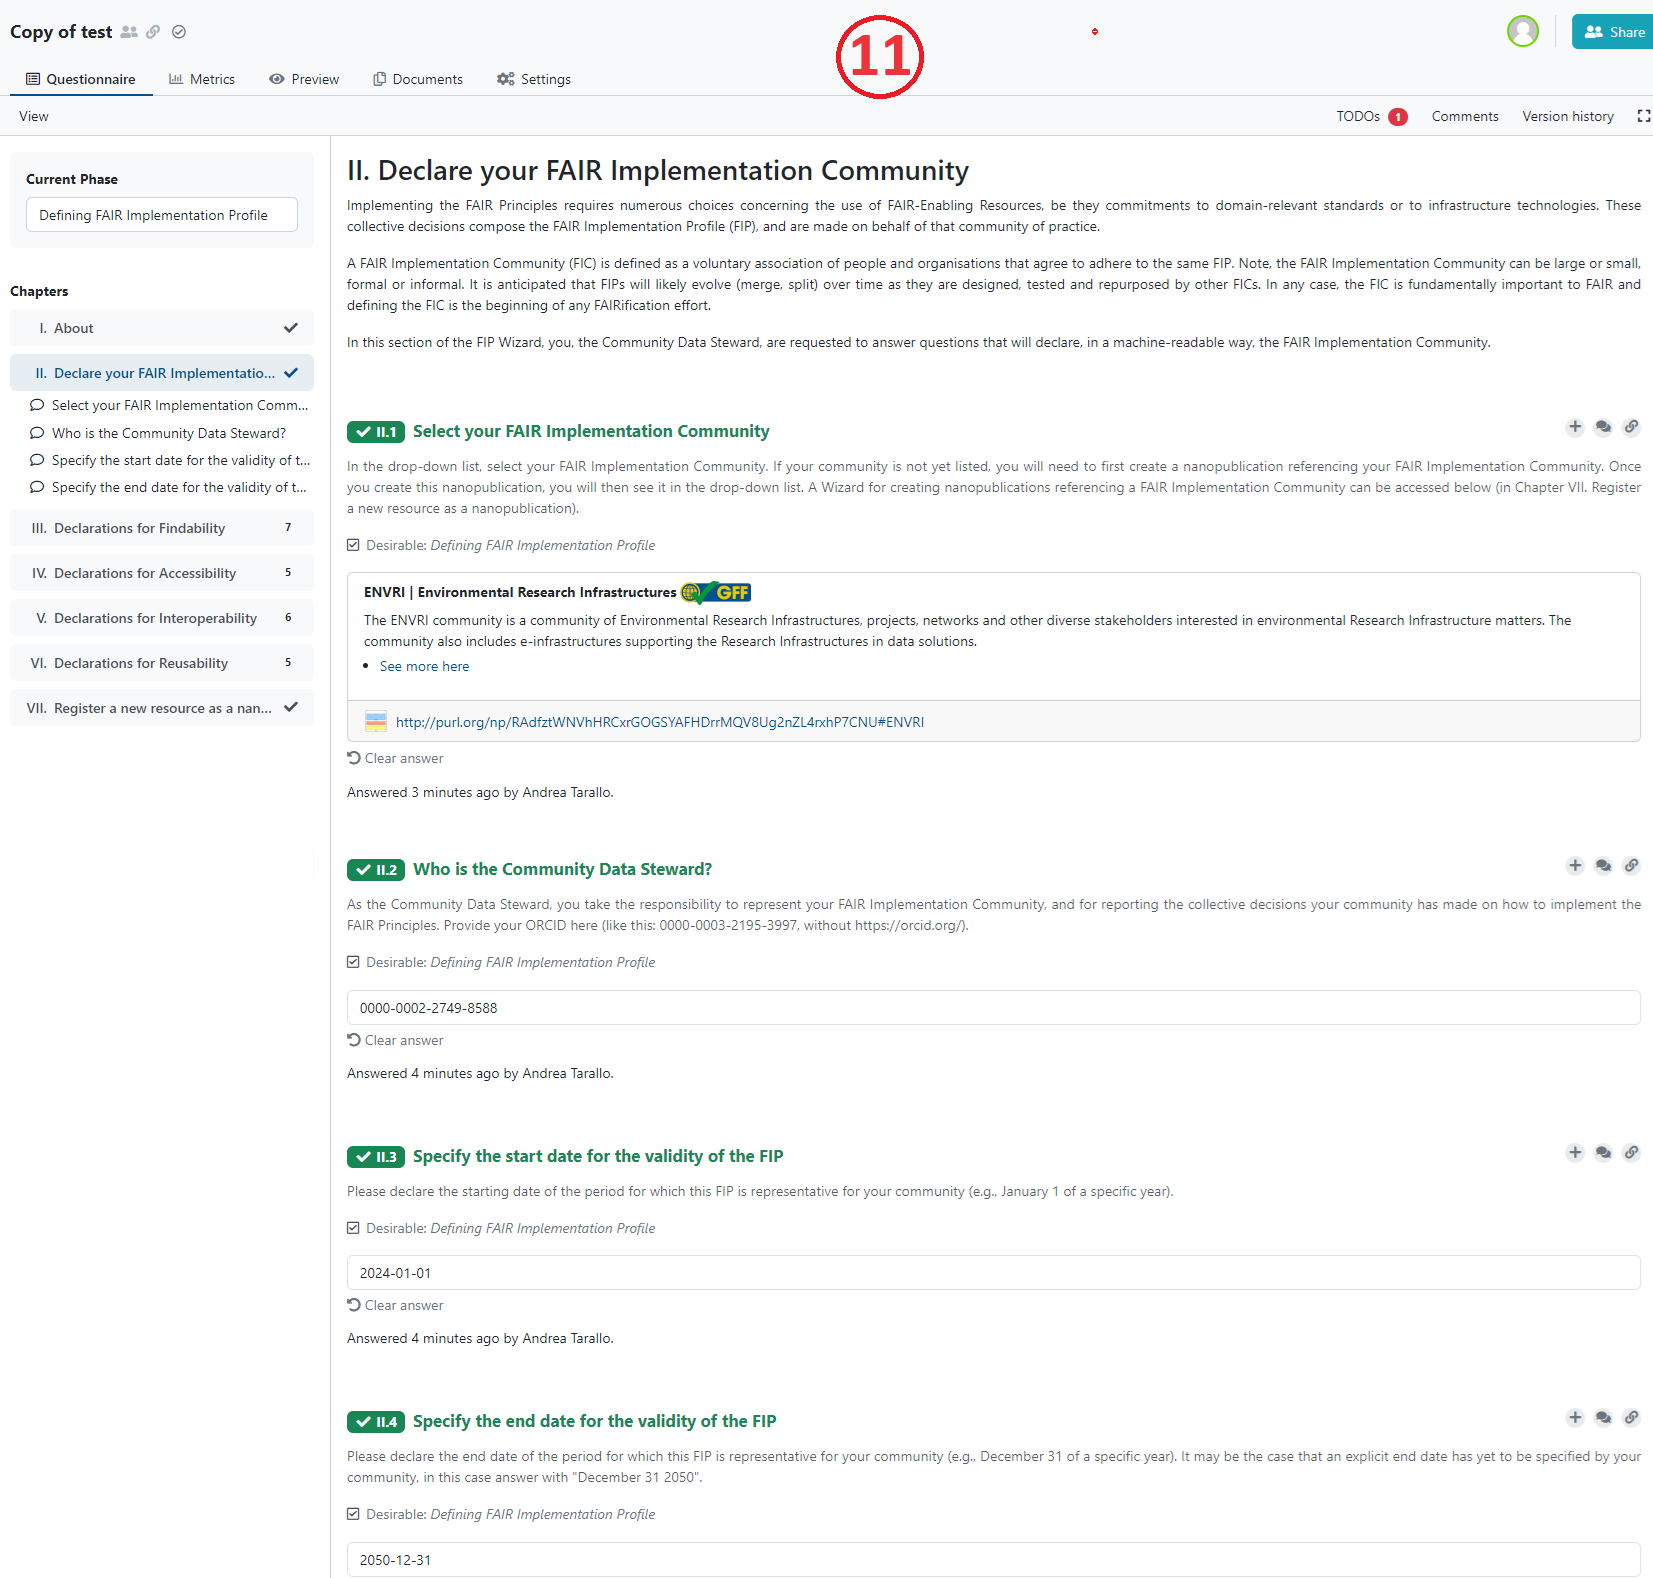 Copy of test
11
Share
Questionnaire
Metrics
Preview
Documents
Settings
View
TODOs 1
Comments
Version history
Current Phase
Defining FAIR Implementation Profile
Chapters
I. About
II. Declare your FAIR Implementatio...
Select your FAIR Implementation Comm...
Who is the Community Data Steward?
Specify the start date for the validity of t...
Specify the end date for the validity of t...
III. Declarations for Findability 7
IV. Declarations for Accessibility 5
V. Declarations for Interoperability 6
VI. Declarations for Reusability 5
VII. Register a new resource as a nan...
II. Declare your FAIR Implementation Community
Implementing the FAIR Principles requires numerous choices concerning the use of FAIR-Enabling Resources, be they commitments to domain-relevant standards or to infrastructure technologies. These
collective decisions compose the FAIR Implementation Profile (FIP), and are made on behalf of that community of practice.
A FAIR Implementation Community (FIC) is defined as a voluntary association of people and organisations that agree to adhere to the same FIP. Note, the FAIR Implementation Community can be large or small,
formal or informal. It is anticipated that FIPs will likely evolve (merge, split) over time as they are designed, tested and repurposed by other FICs. In any case, the FIC is fundamentally important to FAIR and
defining the FIC is the beginning of any FAIRification effort.
In this section of the FIP Wizard, you, the Community Data Steward, are requested to answer questions that will declare, in a machine-readable way, the FAIR Implementation Community.
II.1 Select your FAIR Implementation Community
In the drop-down list, select your FAIR Implementation Community. If your community is not yet listed, you will need to first create a nanopublication referencing your FAIR Implementation Community. Once
you create this nanopublication, you will then see it in the drop-down list. A Wizard for creating nanopublications referencing a FAIR Implementation Community can be accessed below (in Chapter VII. Register
a new resource as a nanopublication).
Desirable: Defining FAIR Implementation Profile
ENVRI | Environmental Research Infrastructures GFF
The ENVRI community is a community of Environmental Research Infrastructures, projects, networks and other diverse stakeholders interested in environmental Research Infrastructure matters. The
community also includes e-infrastructures supporting the Research Infrastructures in data solutions.
• See more here
http://purl.org/np/RAdfztWNVhHRCxrGOGSYAFHDrrMQV8Ug2nZL4rxhP7CNU#ENVRI
Clear answer
Answered 3 minutes ago by Andrea Tarallo.
II.2 Who is the Community Data Steward?
As the Community Data Steward, you take the responsibility to represent your FAIR Implementation Community, and for reporting the collective decisions your community has made on how to implement the
FAIR Principles. Provide your ORCID here (like this: 0000-0003-2195-3997, without https://orcid.org/).
Desirable: Defining FAIR Implementation Profile
0000-0002-2749-8588
Clear answer
Answered 4 minutes ago by Andrea Tarallo.
II.3 Specify the start date for the validity of the FIP
Please declare the starting date of the period for which this FIP is representative for your community (e.g., January 1 of a specific year).
Desirable: Defining FAIR Implementation Profile
2024-01-01
Clear answer
Answered 4 minutes ago by Andrea Tarallo.
II.4 Specify the end date for the validity of the FIP
Please declare the end date of the period for which this FIP is representative for your community (e.g., December 31 of a specific year). It may be the case that an explicit end date has yet to be specified by your
community, in this case answer with "December 31 2050".
Desirable: Defining FAIR Implementation Profile
2050-12-31